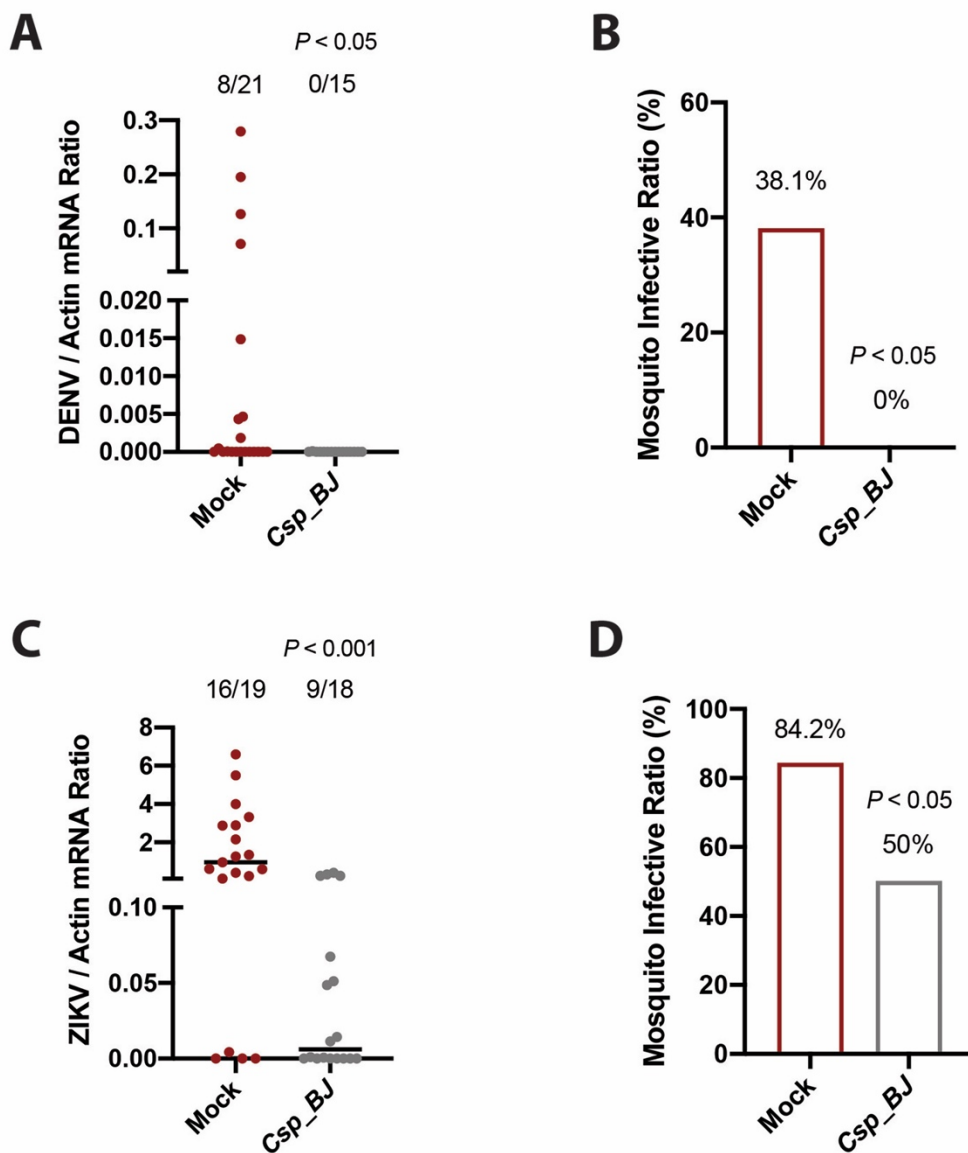 A
P < 0.05
8/21
0/15
DENV / Actin mRNA Ratio
0.3
0.2
0.1
0.020
0.015
0.010
0.005
0.000
Mock
Csp_BJ
B
Mosquito Infective Ratio (%)
60
40
20
0
38.1%
P < 0.05
0%
Mock
Csp_BJ
C
P < 0.001
16/19
9/18
ZIKV / Actin mRNA Ratio
8
6
4
2
0.10
0.05
0.00
Mock
Csp_BJ
D
Mosquito Infective Ratio (%)
100
80
60
40
20
0
84.2%
P < 0.05
50%
Mock
Csp_BJ